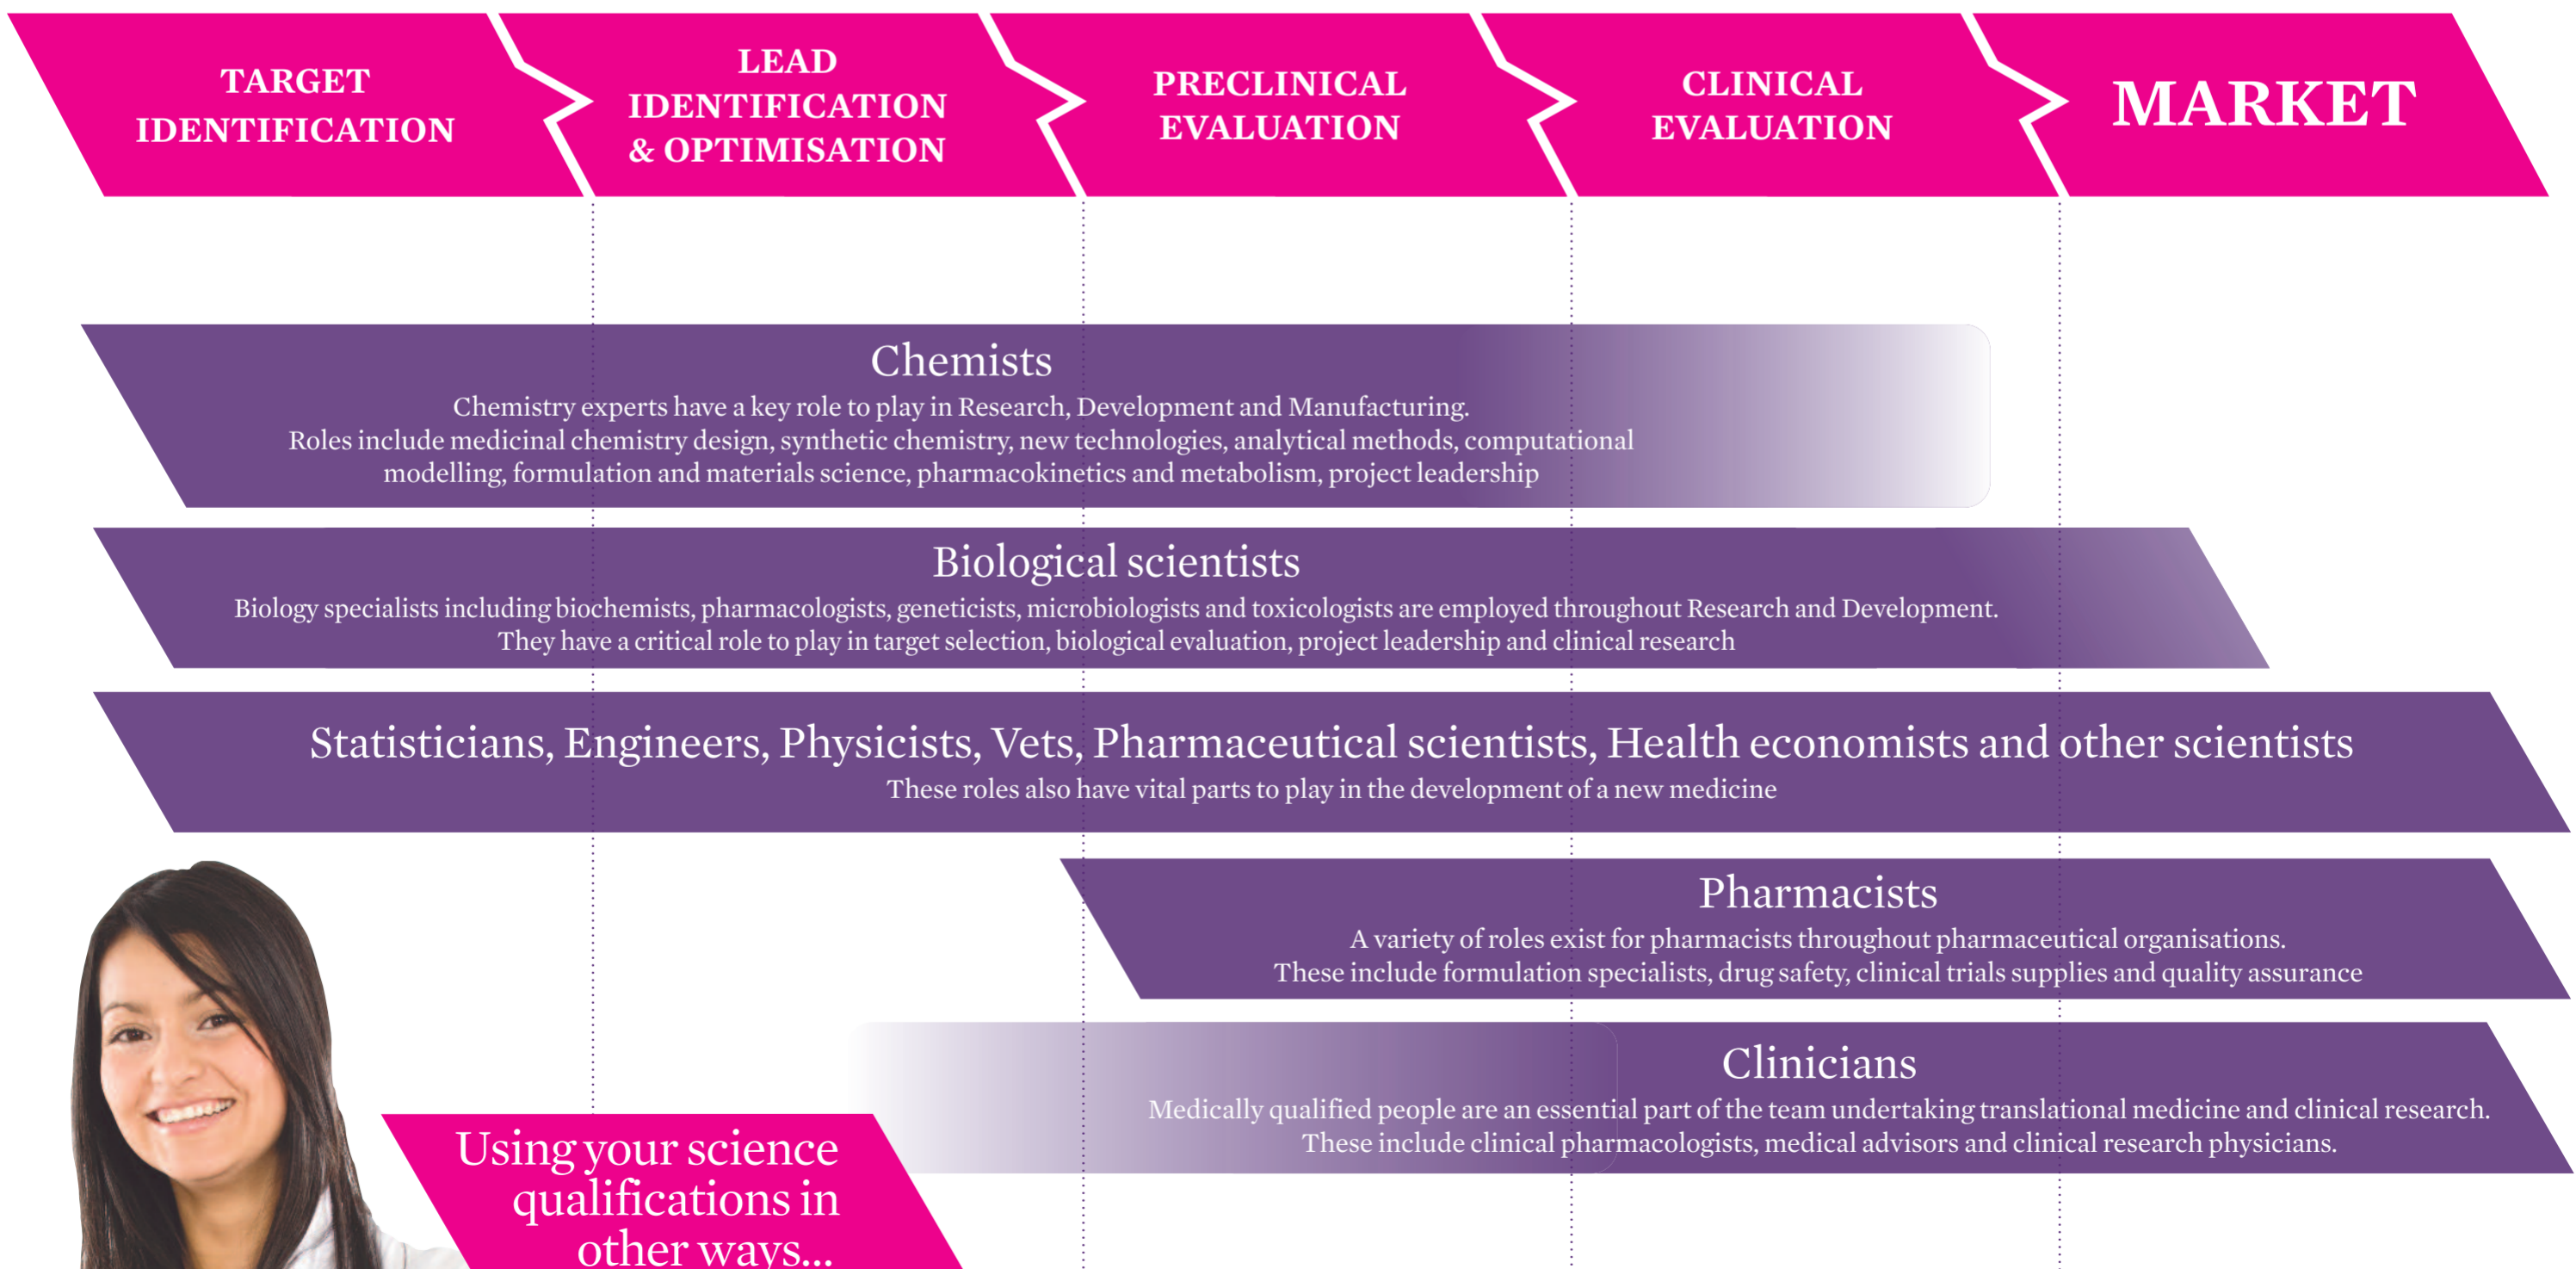 TARGET
IDENTIFICATION
LEAD
IDENTIFICATION
& OPTIMISATION
PRECLINICAL
EVALUATION
CLINICAL
EVALUATION
MARKET
Chemists
Chemistry experts have a key role to play in Research, Development and Manufacturing.
Roles include medicinal chemistry design, synthetic chemistry, new technologies, analytical methods, computational
modelling, formulation and materials science, pharmacokinetics and metabolism, project leadership
Biological scientists
Biology specialists including biochemists, pharmacologists, geneticists, microbiologists and toxicologists are employed throughout Research and Development.
They have a critical role to play in target selection, biological evaluation, project leadership and clinical research
Statisticians, Engineers, Physicists, Vets, Pharmaceutical scientists, Health economists and other scientists
These roles also have vital parts to play in the development of a new medicine
Pharmacists
A variety of roles exist for pharmacists throughout pharmaceutical organisations.
These include formulation specialists, drug safety, clinical trials supplies and quality assurance
Clinicians
Medically qualified people are an essential part of the team undertaking translational medicine and clinical research.
These include clinical pharmacologists, medical advisors and clinical research physicians.
Using your science
qualifications in
other ways...